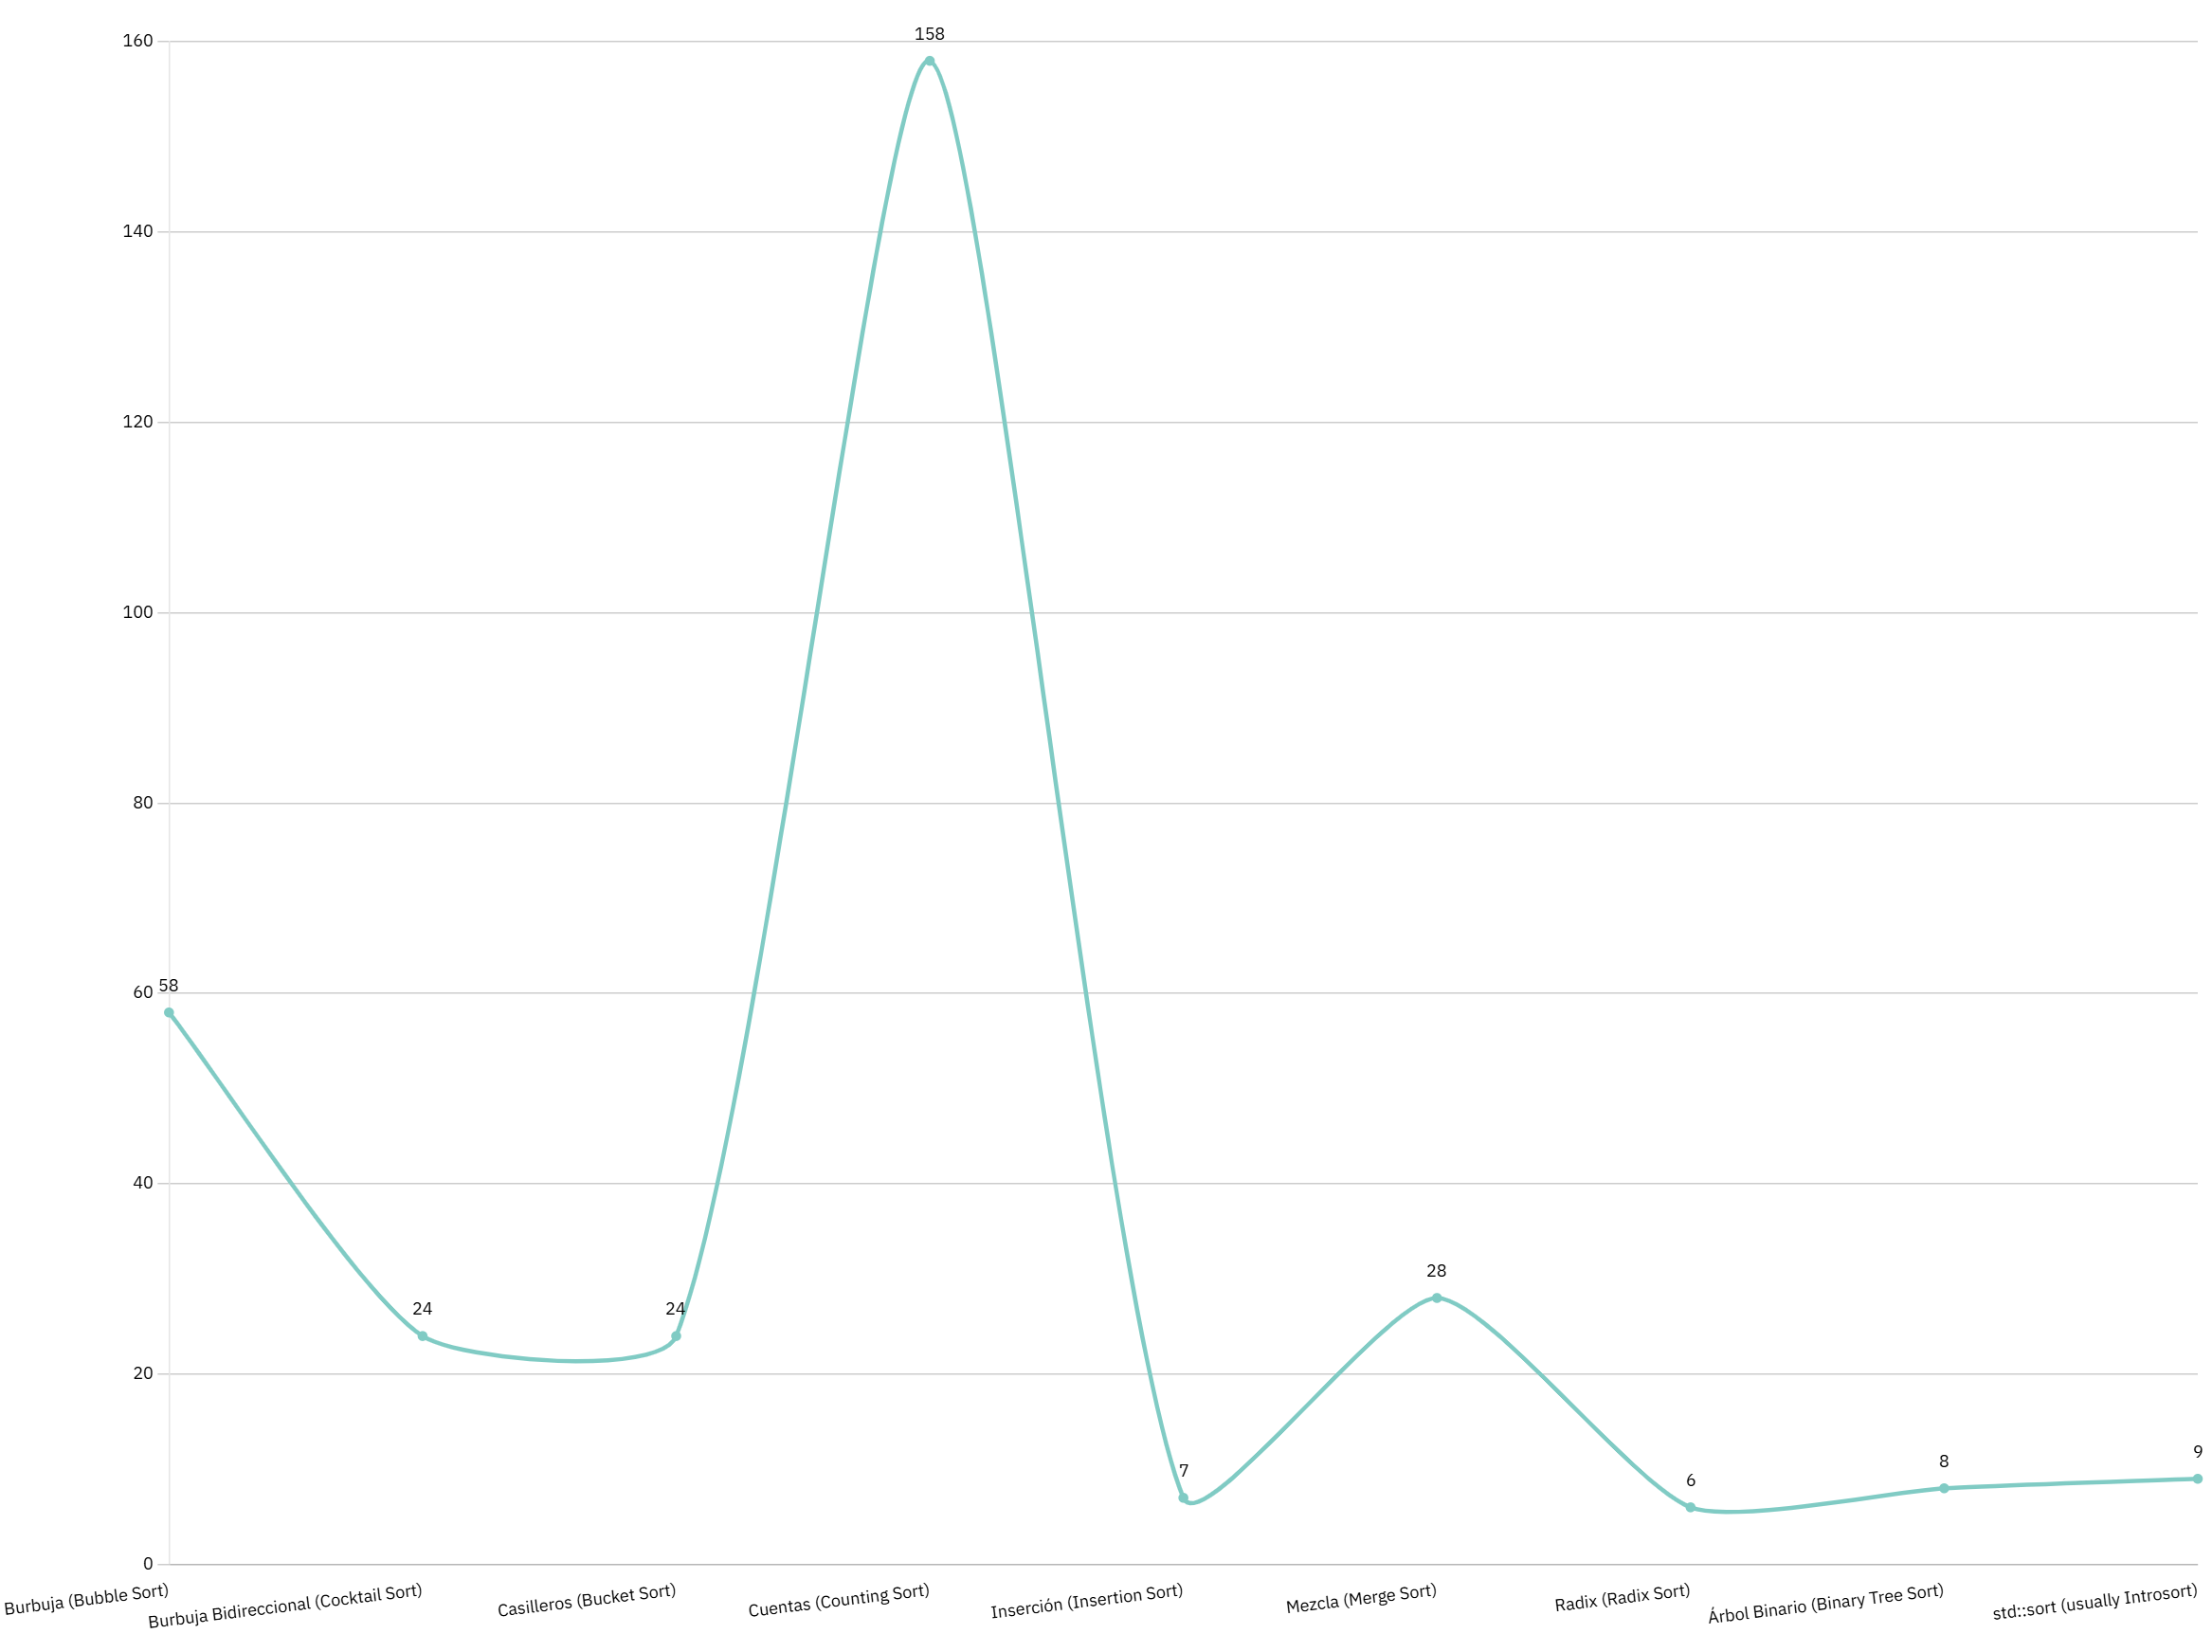 158
160
140
120
100
80
60
58
40
28
24
24
20
9
8
7
6
0
Burbuja (Bubble Sort)
Burbuja Bidireccional (Cocktail Sort)
Casilleros (Bucket Sort)
Cuentas (Counting Sort)
Inserción (Insertion Sort)
Mezcla (Merge Sort)
Radix (Radix Sort)
Árbol Binario (Binary Tree Sort)
std::sort (usually Introsort)